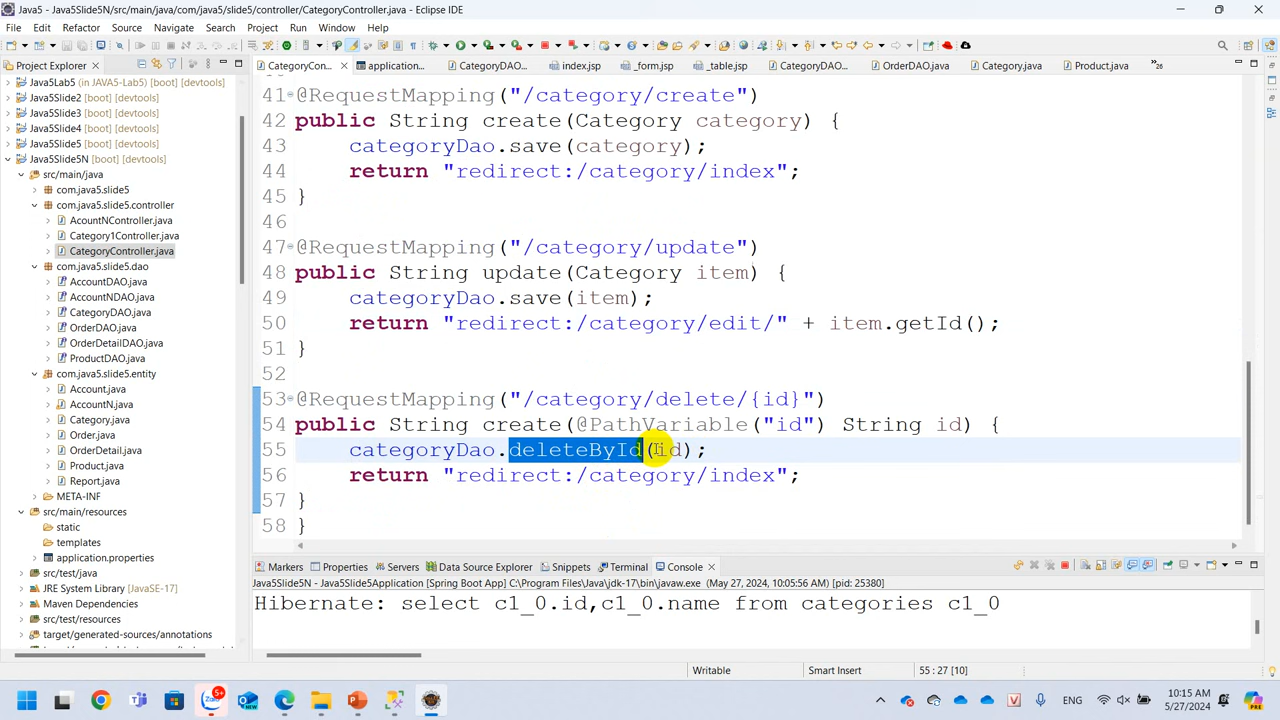 Java5 - Java5Slide5N/src/main/java/com/java5/slide5/controller/CategoryController.java - Eclipse IDE
File Edit Refactor Source Navigate Search Project Run Window Help
Project Explorer
CategoryCon... application... CategoryDAO... index.jsp _form.jsp _table.jsp CategoryDAO... OrderDAO.java Category.java Product.java »26
Java5Lab5 (in JAVA5-Lab5) [devtools]
Java5Slide2 [boot] [devtools]
Java5Slide3 [boot] [devtools]
Java5Slide4 [boot] [devtools]
Java5Slide5 [boot] [devtools]
Java5Slide5N [boot] [devtools]
src/main/java
com.java5.slide5
com.java5.slide5.controller
AcountNController.java
Category1Controller.java
CategoryController.java
com.java5.slide5.dao
AccountDAO.java
AccountNDAO.java
CategoryDAO.java
OrderDAO.java
OrderDetailDAO.java
ProductDAO.java
com.java5.slide5.entity
Account.java
AccountN.java
Category.java
Order.java
OrderDetail.java
Product.java
Report.java
META-INF
src/main/resources
static
templates
application.properties
src/test/java
JRE System Library [JavaSE-17]
Maven Dependencies
src/test/resources
target/generated-sources/annotations
41 @RequestMapping("/category/create")
42 public String create(Category category) {
43 categoryDao.save(category);
44 return "redirect:/category/index";
45 }
46
47 @RequestMapping("/category/update")
48 public String update(Category item) {
49 categoryDao.save(item);
50 return "redirect:/category/edit/" + item.getId();
51 }
52
53 @RequestMapping("/category/delete/{id}")
54 public String create(@PathVariable("id") String id) {
55 categoryDao.deleteById(id);
56 return "redirect:/category/index";
57 }
58 }
Markers Properties Servers Data Source Explorer Snippets Terminal Console
Java5Slide5N - Java5Slide5Application [Spring Boot App] C:\Program Files\Java\jdk-17\bin\javaw.exe (May 27, 2024, 10:05:56 AM) [pid: 25380]
Hibernate: select c1_0.id,c1_0.name from categories c1_0
Writable Smart Insert 55 : 27 [10]
Zalo 5+ NEW ENG 10:15 AM
5/27/2024 PRE